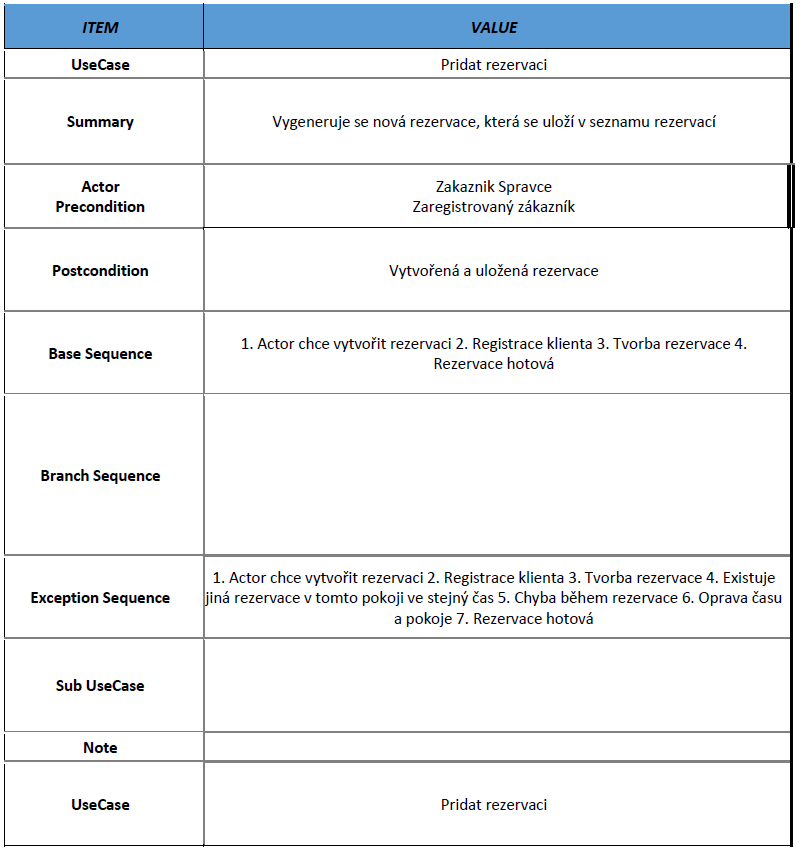 ITEM VALUE
UseCase Pridat rezervaci
Summary Vygeneruje se nová rezervace, která se uloží v seznamu rezervací
Actor Zakaznik Spravce
Precondition Zaregistrovaný zákazník
Postcondition Vytvořená a uložená rezervace
Base Sequence 1. Actor chce vytvořit rezervaci 2. Registrace klienta 3. Tvorba rezervace 4.
Rezervace hotová
Branch Sequence
Exception Sequence 1. Actor chce vytvořit rezervaci 2. Registrace klienta 3. Tvorba rezervace 4. Existuje
jiná rezervace v tomto pokoji ve stejný čas 5. Chyba během rezervace 6. Oprava času
a pokoje 7. Rezervace hotová
Sub UseCase
Note
UseCase Pridat rezervaci